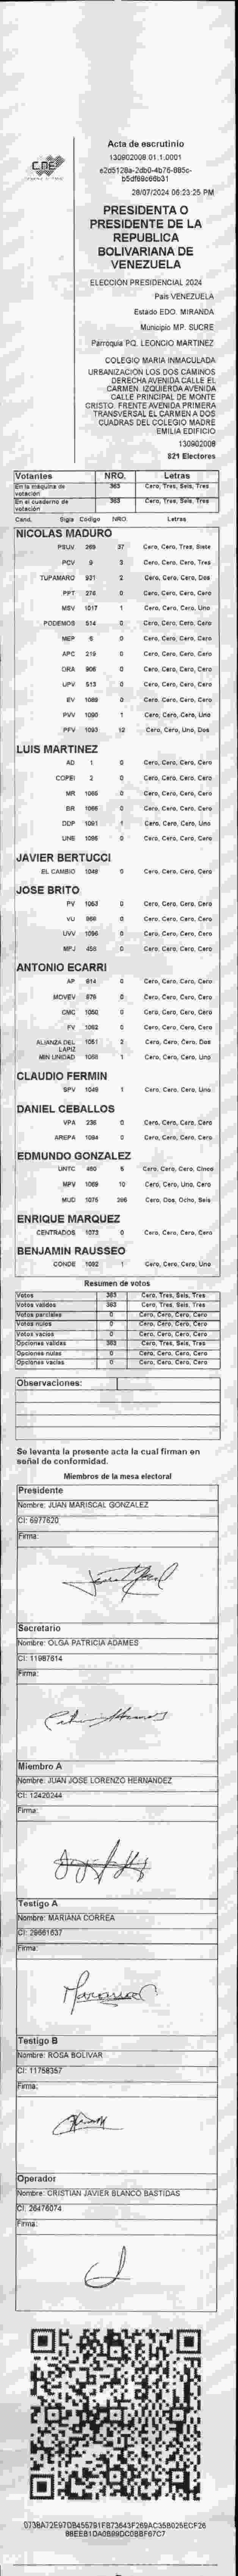 CNE
Acta de escrutinio
130902008.01.1.0001
28/07/2024 06:23:25 PM
PRESIDENTA O
PRESIDENTE DE LA
REPUBLICA
BOLIVARIANA DE
VENEZUELA
ELECCIÓN PRESIDENCIAL 2024
País VENEZUELA
Estado EDO. MIRANDA
Municipio MP. SUCRE
Parroquia PQ. LEONCIO MARTINEZ
COLEGIO MARIA INMACULADA
URBANIZACIÓN LOS DOS CAMINOS
DERECHA AVENIDA CALLE EL
CARMEN. IZQUIERDA AVENIDA
CALLE PRINCIPAL DE MONTE
CRISTO. FRENTE AVENIDA PRIMERA
TRANSVERSAL EL CARMEN A DOS
CUADRAS DEL COLEGIO MADRE
EMILIA EDIFICIO
130902008
821 Electores
Votantes NRO. Letras
En la máquina de votación 363 Cero, Tres, Seis, Tres
En el cuaderno de votación 363 Cero, Tres, Seis, Tres
Cand. Sigla Código NRO. Letras
NICOLAS MADURO
PSUV 269 37 Cero, Cero, Tres, Siete
PCV 9 3 Cero, Cero, Cero, Tres
TUPAMARO 931 2 Cero, Cero, Cero, Dos
PPT 276 0 Cero, Cero, Cero, Cero
MSV 1017 1 Cero, Cero, Cero, Uno
PODEMOS 514 0 Cero, Cero, Cero, Cero
MEP 6 0 Cero, Cero, Cero, Cero
APC 219 0 Cero, Cero, Cero, Cero
ORA 906 0 Cero, Cero, Cero, Cero
UPV 513 0 Cero, Cero, Cero, Cero
EV 1089 0 Cero, Cero, Cero, Cero
PVV 1090 1 Cero, Cero, Cero, Uno
PFV 1093 12 Cero, Cero, Uno, Dos
LUIS MARTINEZ
AD 1 0 Cero, Cero, Cero, Cero
COPEI 2 0 Cero, Cero, Cero, Cero
MR 1065 0 Cero, Cero, Cero, Cero
BR 1066 0 Cero, Cero, Cero, Cero
DDP 1091 1 Cero, Cero, Cero, Uno
UNE 1095 0 Cero, Cero, Cero, Cero
JAVIER BERTUCCI
EL CAMBIO 1048 0 Cero, Cero, Cero, Cero
JOSE BRITO
PV 1063 0 Cero, Cero, Cero, Cero
VU 968 0 Cero, Cero, Cero, Cero
UVV 1096 0 Cero, Cero, Cero, Cero
MPJ 456 0 Cero, Cero, Cero, Cero
ANTONIO ECARRI
AP 914 0 Cero, Cero, Cero, Cero
MOVEV 876 0 Cero, Cero, Cero, Cero
CMC 1050 0 Cero, Cero, Cero, Cero
FV 1062 0 Cero, Cero, Cero, Cero
ALIANZA DEL LAPIZ 1051 2 Cero, Cero, Cero, Dos
MIN UNIDAD 1068 1 Cero, Cero, Cero, Uno
CLAUDIO FERMIN
SPV 1049 1 Cero, Cero, Cero, Uno
DANIEL CEBALLOS
VPA 236 0 Cero, Cero, Cero, Cero
AREPA 1094 0 Cero, Cero, Cero, Cero
EDMUNDO GONZALEZ
UNTC 480 5 Cero, Cero, Cero, Cinco
MPV 1069 10 Cero, Cero, Uno, Cero
MUD 1075 286 Cero, Dos, Ocho, Seis
ENRIQUE MARQUEZ
CENTRADOS 1073 0 Cero, Cero, Cero, Cero
BENJAMIN RAUSSEO
CONDE 1092 1 Cero, Cero, Cero, Uno
Resumen de votos
Votos 363 Cero, Tres, Seis, Tres
Votos válidos 363 Cero, Tres, Seis, Tres
Votos parciales 0 Cero, Cero, Cero, Cero
Votos nulos 0 Cero, Cero, Cero, Cero
Votos vacíos 0 Cero, Cero, Cero, Cero
Opciones válidas 363 Cero, Tres, Seis, Tres
Opciones nulas 0 Cero, Cero, Cero, Cero
Opciones vacías 0 Cero, Cero, Cero, Cero
Observaciones:
Se levanta la presente acta la cual firman en
señal de conformidad.
Miembros de la mesa electoral
Presidente
Nombre: JUAN MARISCAL GONZALEZ
CI: 6977620
Firma:
Secretario
Nombre: OLGA PATRICIA ADAMES
CI: 11987614
Firma:
Miembro A
Nombre: JUAN JOSE LORENZO HERNANDEZ
CI: 12420244
Firma:
Testigo A
Nombre: MARIANA CORREA
CI: 29661637
Firma:
Mariana C
Testigo B
Nombre: ROSA BOLIVAR
CI: 11758357
Firma:
Operador
Nombre: CRISTIAN JAVIER BLANCO BASTIDAS
CI: 26476074
Firma: